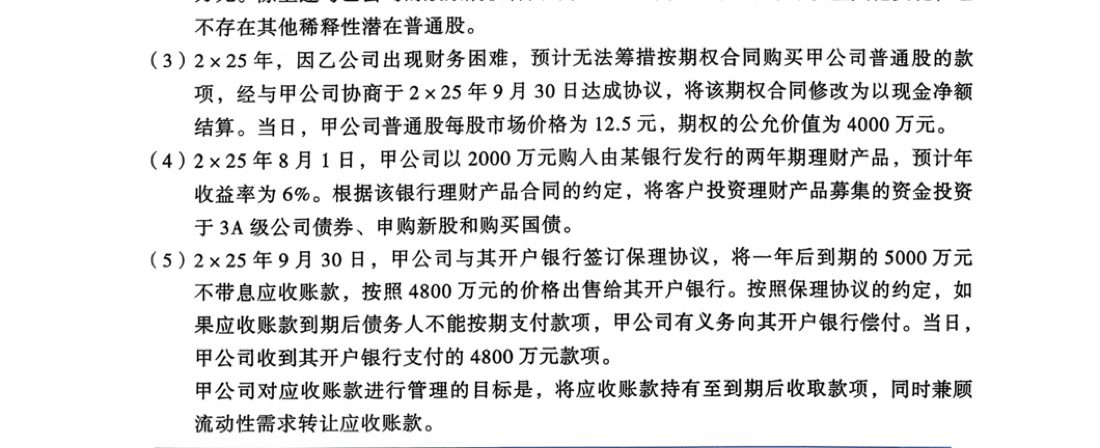 不存在其他稀释性潜在普通股。
(3)2×25年，因乙公司出现财务困难，预计无法筹措按期权合同购买甲公司普通股的款
项，经与甲公司协商于2×25年9月30日达成协议，将该期权合同修改为以现金净额
结算。当日，甲公司普通股每股市场价格为12.5元，期权的公允价值为4000万元。
(4)2×25年8月1日，甲公司以2000万元购入由某银行发行的两年期理财产品，预计年
收益率为6%。根据该银行理财产品合同的约定，将客户投资理财产品募集的资金投资
于3A级公司债券、申购新股和购买国债。
(5)2×25年9月30日，甲公司与其开户银行签订保理协议，将一年后到期的5000万元
不带息应收账款，按照4800万元的价格出售给其开户银行。按照保理协议的约定，如
果应收账款到期后债务人不能按期支付款项，甲公司有义务向其开户银行偿付。当日，
甲公司收到其开户银行支付的4800万元款项。
甲公司对应收账款进行管理的目标是，将应收账款持有至到期后收取款项，同时兼顾
流动性需求转让应收账款。